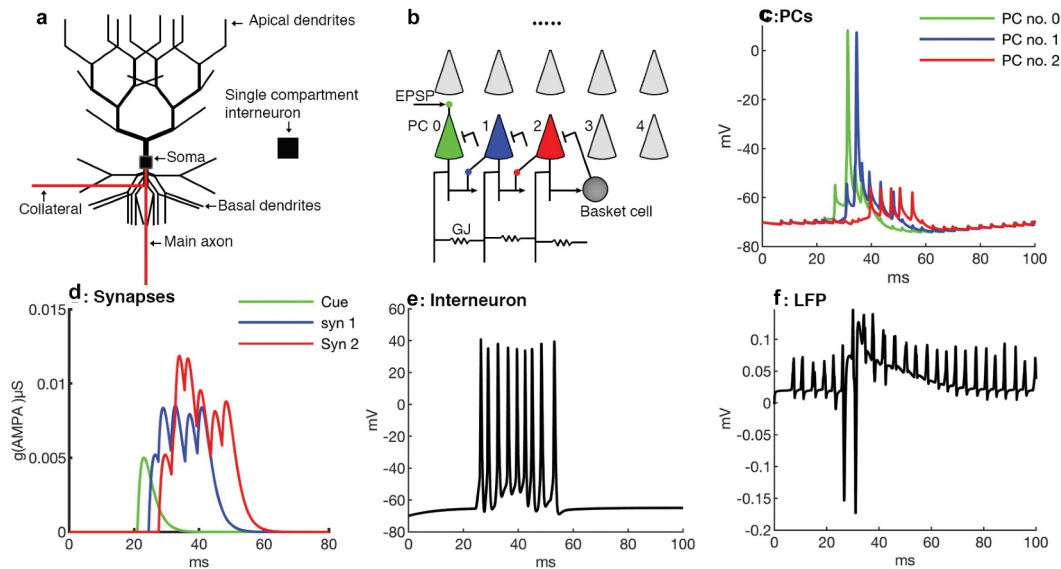 a
Apical dendrites
Single compartment
interneuron
Soma
Collateral
Basal dendrites
Main axon
b
.....
EPSP
PC 0
1
2
3
4
Basket cell
GJ
c:PCs
PC no. 0
PC no. 1
PC no. 2
0
-20
-40
-60
-80
mV
0 20 40 60 80 100
ms
d: Synapses
Cue
syn 1
Syn 2
0.015
0.01
0.005
0
g(AMPA )µS
0 20 40 60 80
ms
e: Interneuron
60
40
20
0
-20
-40
-60
-80
mV
0 20 40 60 80 100
ms
f: LFP
0.1
0.05
0
-0.05
-0.1
-0.15
-0.2
mV
0 20 40 60 80 100
ms